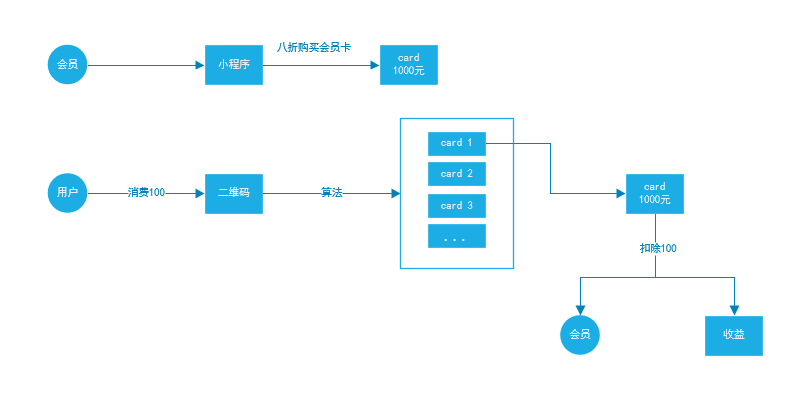 会员
小程序
八折购买会员卡
card
1000元
用户
消费100
二维码
算法
card 1
card 2
card 3
...
card
1000元
扣除100
会员
收益